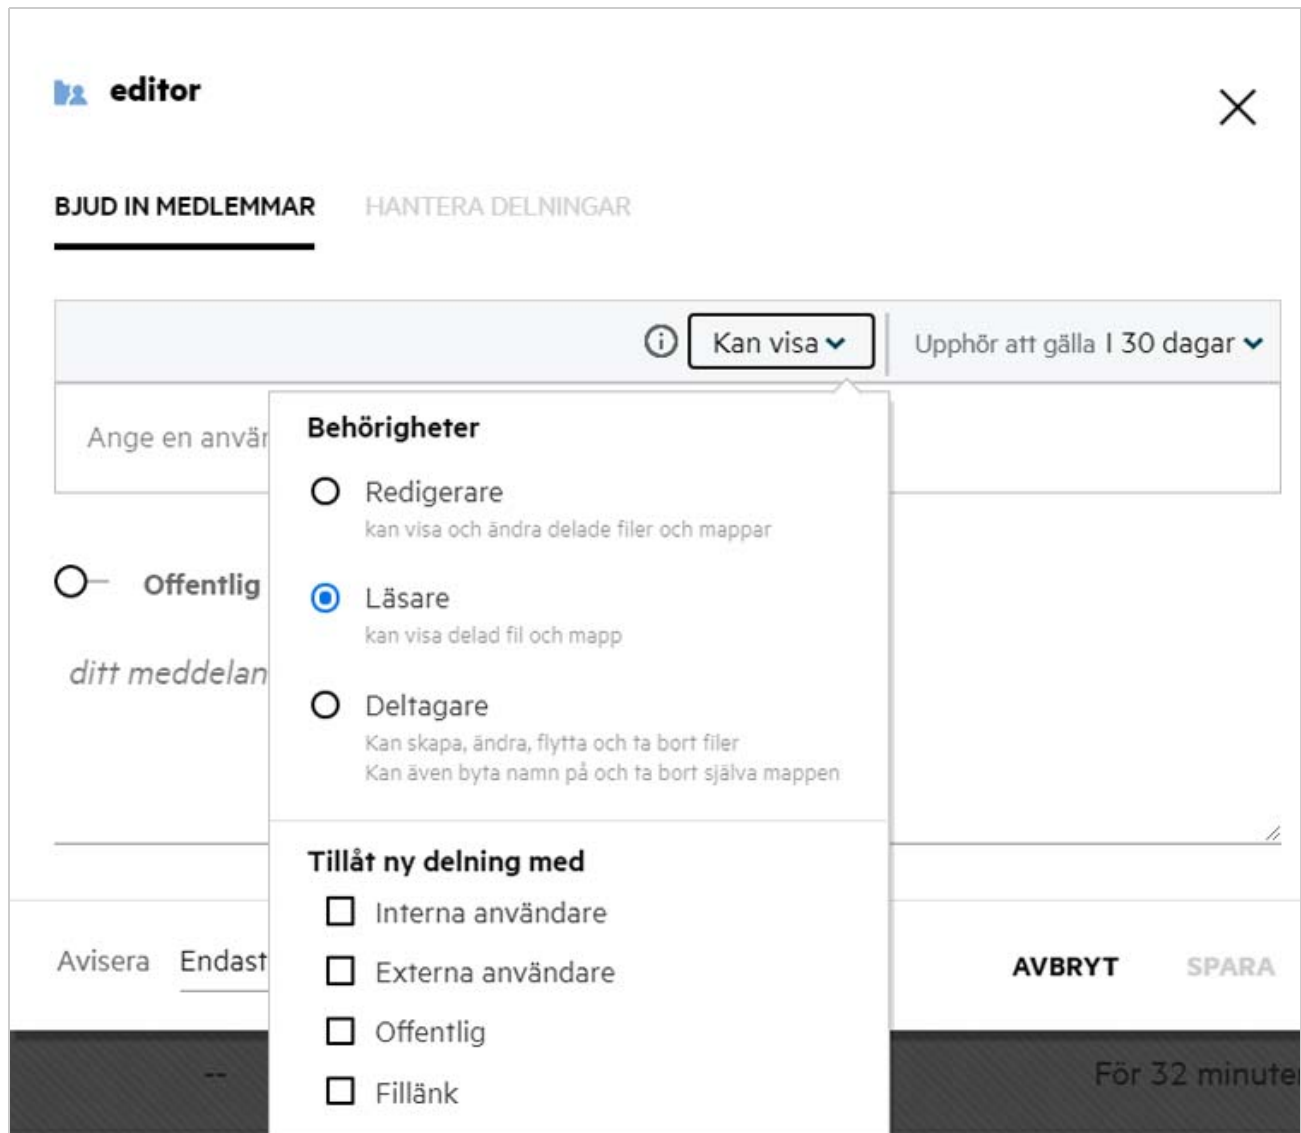 editor
BJUD IN MEDLEMMAR HANTERA DELNINGAR
Kan visa Upphör att gälla I 30 dagar
Ange en
Behörigheter
Redigerare
kan visa och ändra delade filer och mappar
Offentlig
Läsare
kan visa delad fil och mapp
ditt
Deltagare
Kan skapa, ändra, flytta och ta bort filer
Kan även byta namn på och ta bort själva mappen
Tillåt ny delning med
Interna användare
Avisera Endast
Externa användare
AVBRYT SPARA
Offentlig
-- För 32
Fillänk